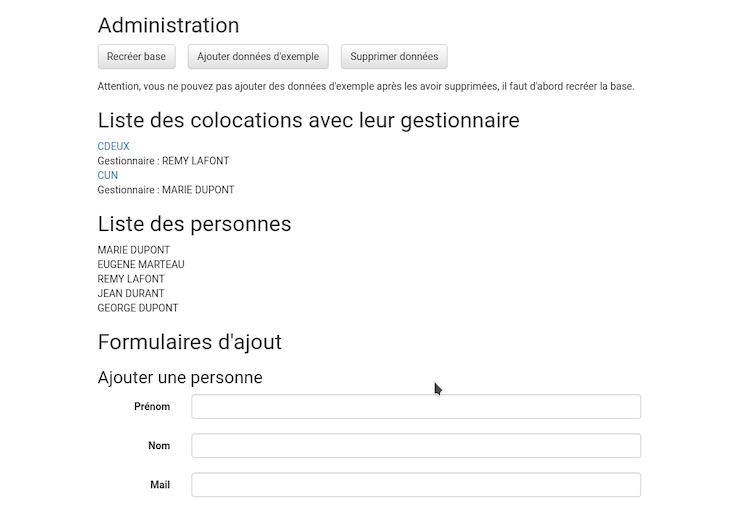 Administration
Recréer base Ajouter données d'exemple Supprimer données
Attention, vous ne pouvez pas ajouter des données d'exemple après les avoir supprimées, il faut d'abord recréer la base.
Liste des colocations avec leur gestionnaire
CDEUX
Gestionnaire : REMY LAFONT
CUN
Gestionnaire : MARIE DUPONT
Liste des personnes
MARIE DUPONT
EUGENE MARTEAU
REMY LAFONT
JEAN DURANT
GEORGE DUPONT
Formulaires d'ajout
Ajouter une personne
Prénom
Nom
Mail